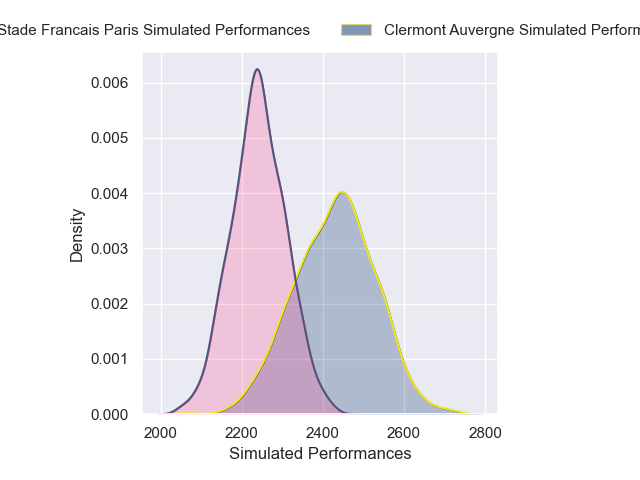 Stade Francais Paris Simulated Performances
Clermont Auvergne Simulated Perform
0.006
0.005
0.004
0.003
0.002
0.001
0.000
Density
2000 2200 2400 2600 2800
Simulated Performances